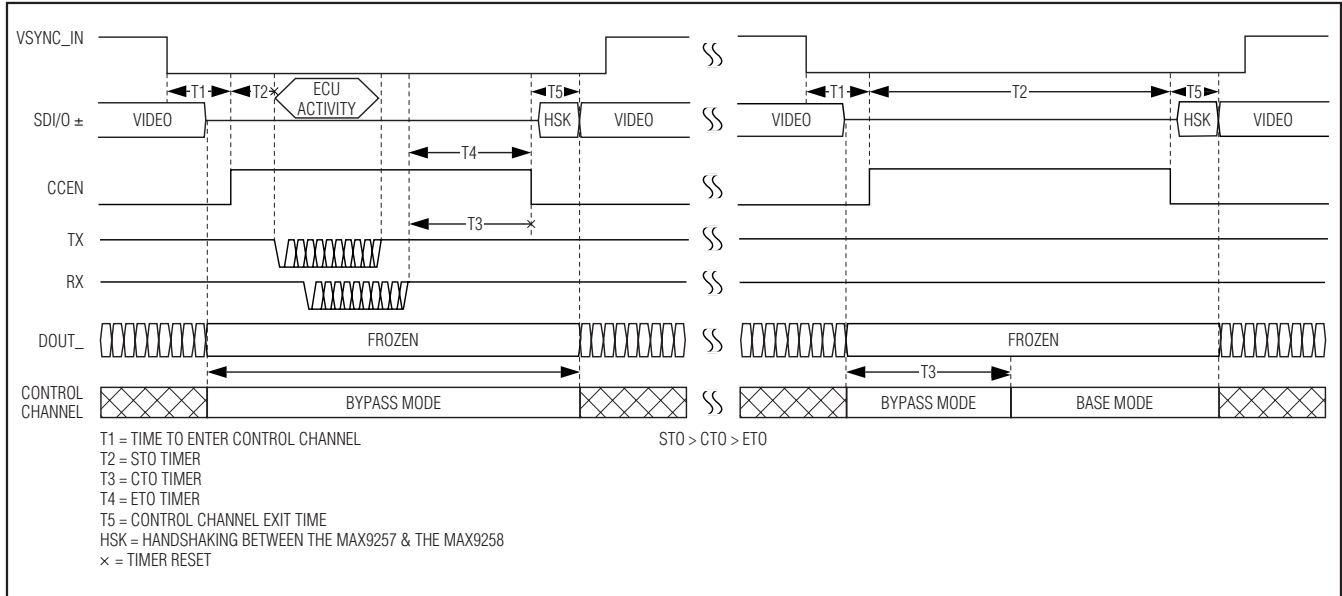 VSYNC_IN
T1 T2 × ECU ACTIVITY T5 T1 T2 T5
SDI/O ± VIDEO HSK VIDEO VIDEO HSK VIDEO
T4
CCEN
T3 ×
TX
RX
DOUT_ FROZEN FROZEN
T3
CONTROL CHANNEL BYPASS MODE BYPASS MODE BASE MODE
T1 = TIME TO ENTER CONTROL CHANNEL STO > CTO > ETO
T2 = STO TIMER
T3 = CTO TIMER
T4 = ETO TIMER
T5 = CONTROL CHANNEL EXIT TIME
HSK = HANDSHAKING BETWEEN THE MAX9257 & THE MAX9258
× = TIMER RESET